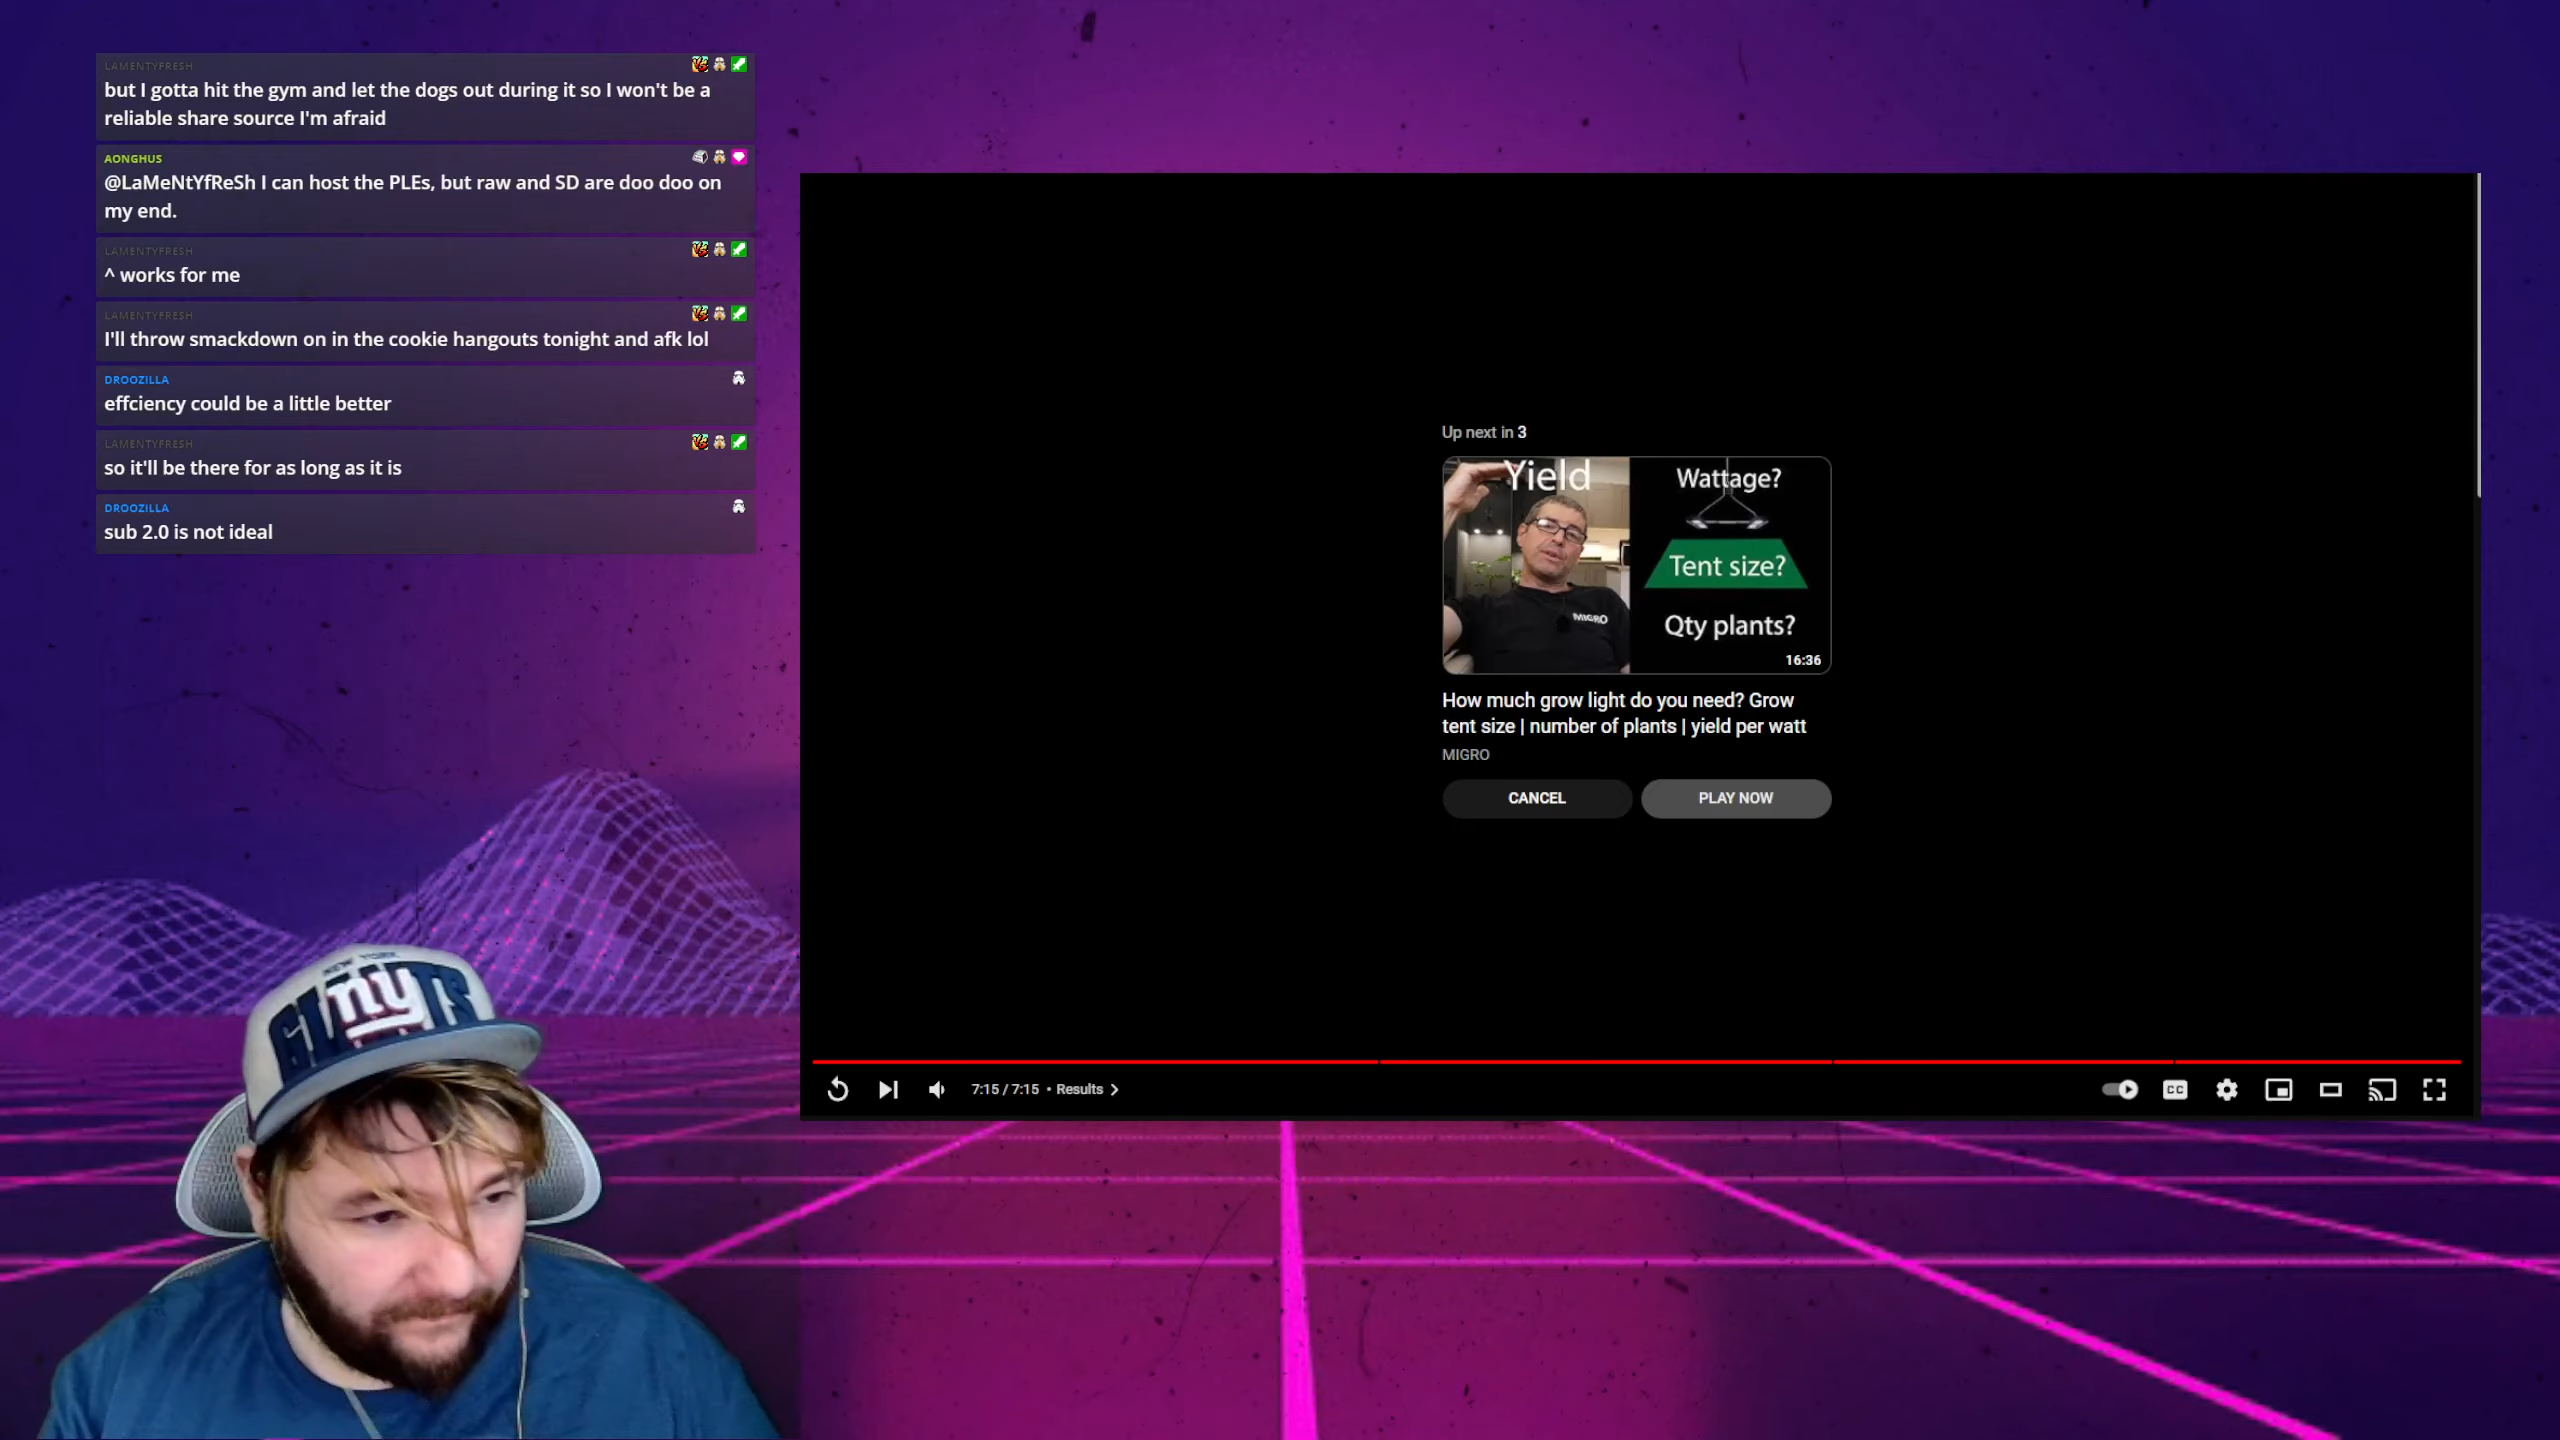 LAMENTYFRESH
but I gotta hit the gym and let the dogs out during it so I won't be a
reliable share source I'm afraid
AONGHUS
@LaMeNtYfReSh I can host the PLEs, but raw and SD are doo doo on
my end.
LAMENTYFRESH
^ works for me
LAMENTYFRESH
I'll throw smackdown on in the cookie hangouts tonight and afk lol
DROOZILLA
effciency could be a little better
LAMENTYFRESH
so it'll be there for as long as it is
DROOZILLA
sub 2.0 is not ideal
Up next in 3
Yield
Wattage?
Tent size?
MIGRO
Qty plants?
16:36
How much grow light do you need? Grow
tent size | number of plants | yield per watt
MIGRO
CANCEL
PLAY NOW
7:15 / 7:15 • Results >
CC
NEW YORK
GIANTS
ny